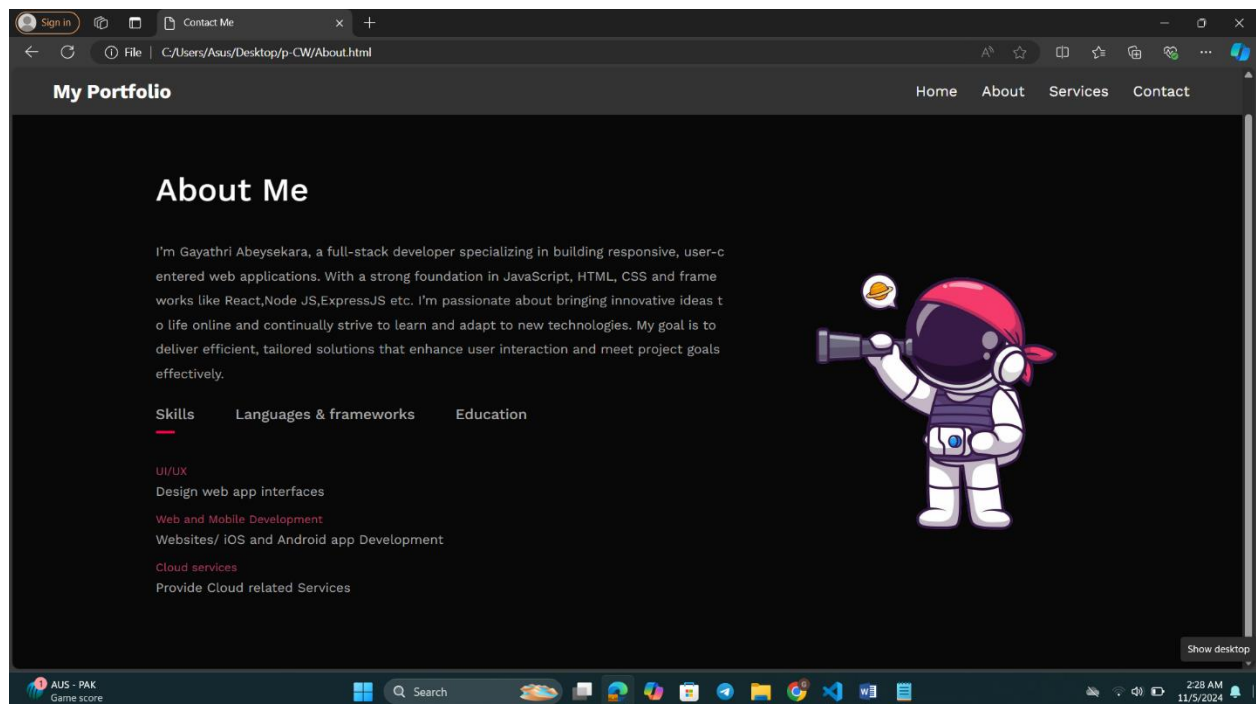 Sign in
Contact Me
File
C:/Users/Asus/Desktop/p-CW/About.html
My Portfolio
Home About Services Contact
About Me
I'm Gayathri Abeysekara, a full-stack developer specializing in building responsive, user-c
entered web applications. With a strong foundation in JavaScript, HTML, CSS and frame
works like React,Node JS,ExpressJS etc. I'm passionate about bringing innovative ideas t
o life online and continually strive to learn and adapt to new technologies. My goal is to
deliver efficient, tailored solutions that enhance user interaction and meet project goals
effectively.
Skills Languages & frameworks Education
UI/UX
Design web app interfaces
Web and Mobile Development
Websites/ iOS and Android app Development
Cloud services
Provide Cloud related Services
Show desktop
1
AUS - PAK
Game score
Search
2:28 AM
11/5/2024